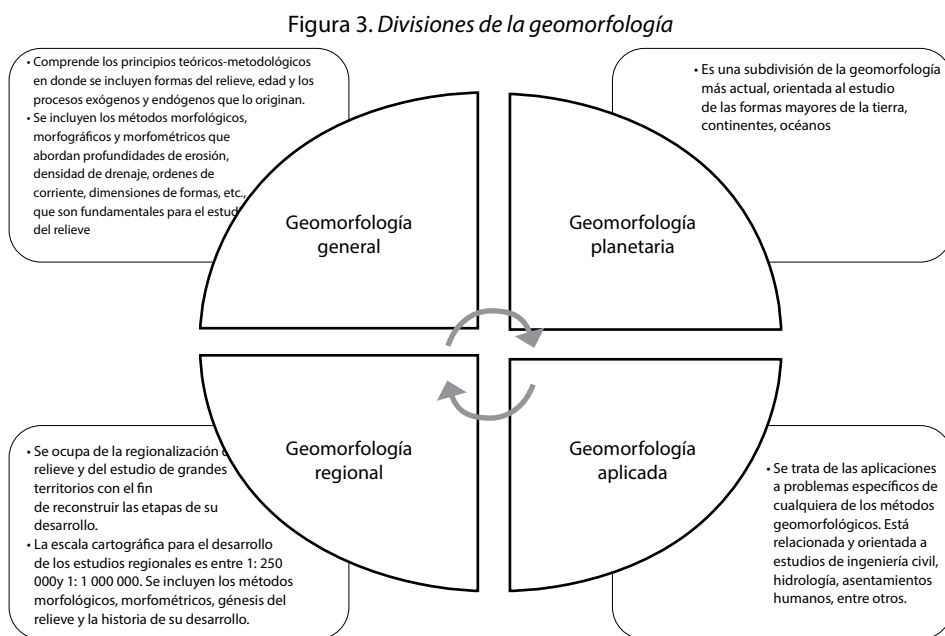 Figura 3. Divisiones de la geomorfología
• Comprende los principios teóricos-metodológicos
en donde se incluyen formas del relieve, edad y los
procesos exógenos y endógenos que lo originan.
• Se incluyen los métodos morfológicos,
morfográficos y morfométricos que
abordan profundidades de erosión,
densidad de drenaje, ordenes de
corriente, dimensiones de formas, etc.,
que son fundamentales para el estud
del relieve
Geomorfología
general
• Es una subdivisión de la geomorfología
más actual, orientada al estudio
de las formas mayores de la tierra,
continentes, océanos
Geomorfología
planetaria
• Se ocupa de la regionalización
relieve y del estudio de grandes
territorios con el fin
de reconstruir las etapas de su
desarrollo.
• La escala cartográfica para el desarrollo
de los estudios regionales es entre 1: 250
000y 1: 1 000 000. Se incluyen los métodos
morfológicos, morfométricos, génesis del
relieve y la historia de su desarrollo.
Geomorfología
regional
Geomorfología
aplicada
• Se trata de las aplicaciones
a problemas específicos de
cualquiera de los métodos
geomorfológicos. Está
relacionada y orientada a
estudios de ingeniería civil,
hidrología, asentamientos
humanos, entre otros.